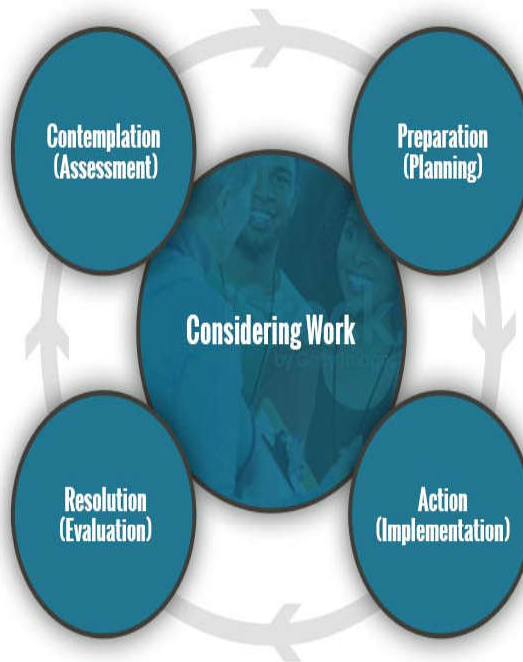 Contemplation
(Assessment)
Preparation
(Planning)
Considering Work
Resolution
(Evaluation)
Action
(Implementation)